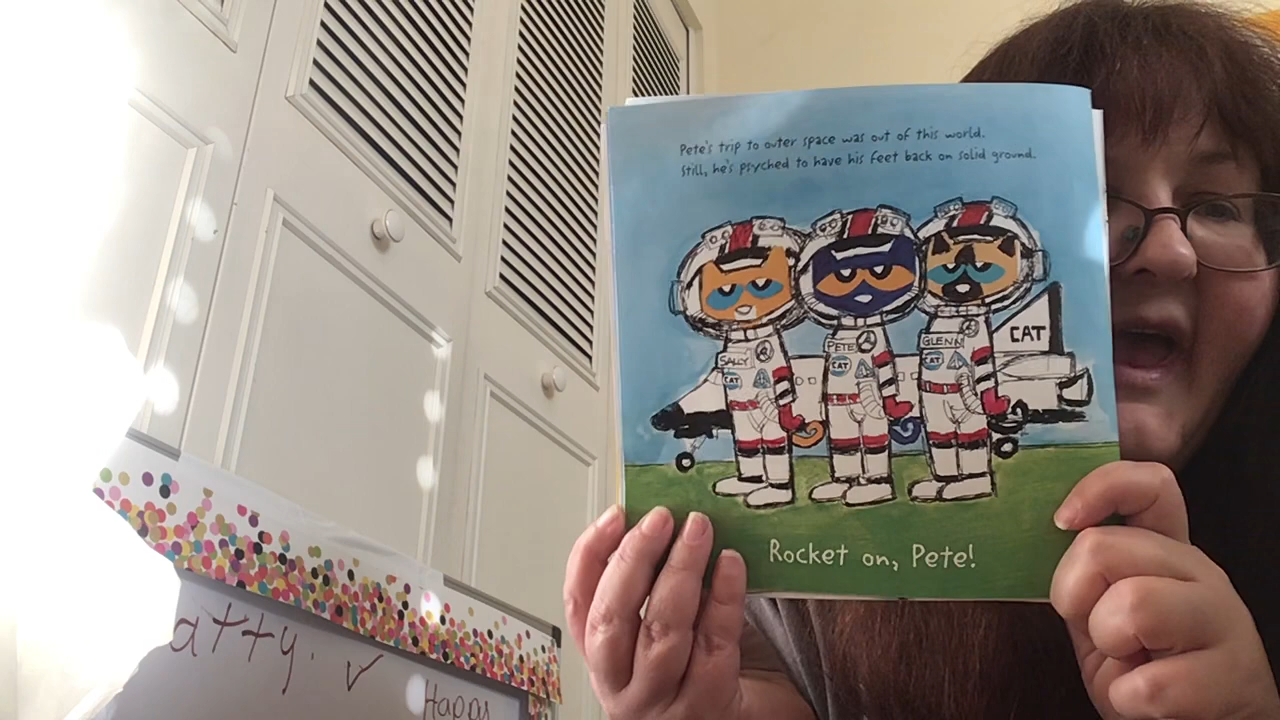 Pete's trip to outer space was out of this world.
Still, he's psyched to have his feet back on solid ground.
CAT
SALLY
PETE
GLENN
CAT
CAT
CAT
Rocket on, Pete!
atty.
Happy